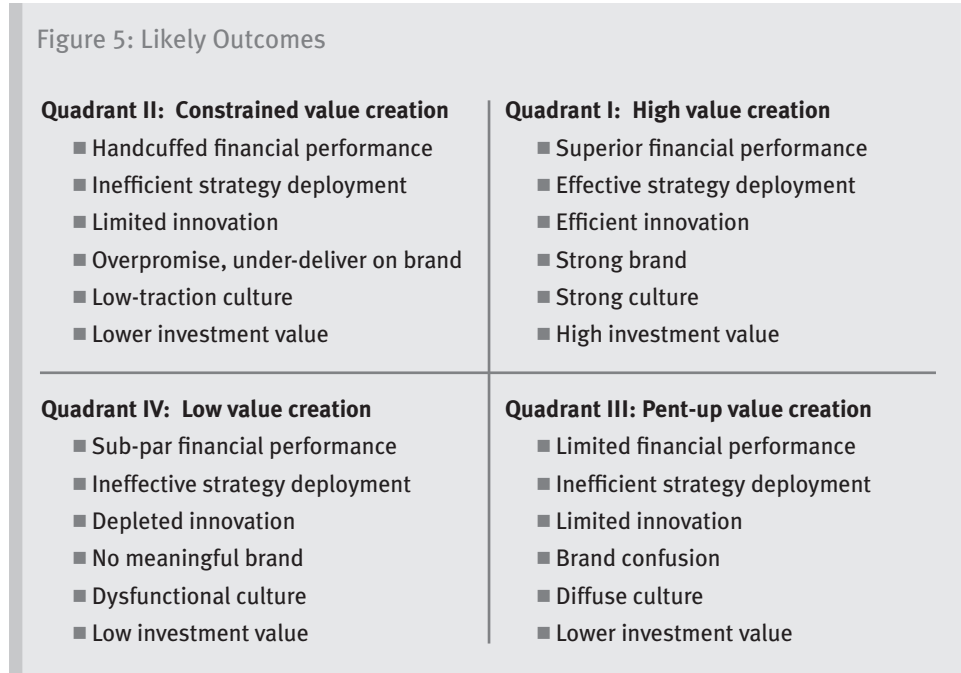 Figure 5: Likely Outcomes
Quadrant II:  Constrained value creation
■ Handcuffed financial performance
■ Inefficient strategy deployment
■ Limited innovation
■ Overpromise, under-deliver on brand
■ Low-traction culture
■ Lower investment value
Quadrant I:  High value creation
■ Superior financial performance
■ Effective strategy deployment
■ Efficient innovation
■ Strong brand
■ Strong culture
■ High investment value
Quadrant IV:  Low value creation
■ Sub-par financial performance
■ Ineffective strategy deployment
■ Depleted innovation
■ No meaningful brand
■ Dysfunctional culture
■ Low investment value
Quadrant III: Pent-up value creation
■ Limited financial performance
■ Inefficient strategy deployment
■ Limited innovation
■ Brand confusion
■ Diffuse culture
■ Lower investment value